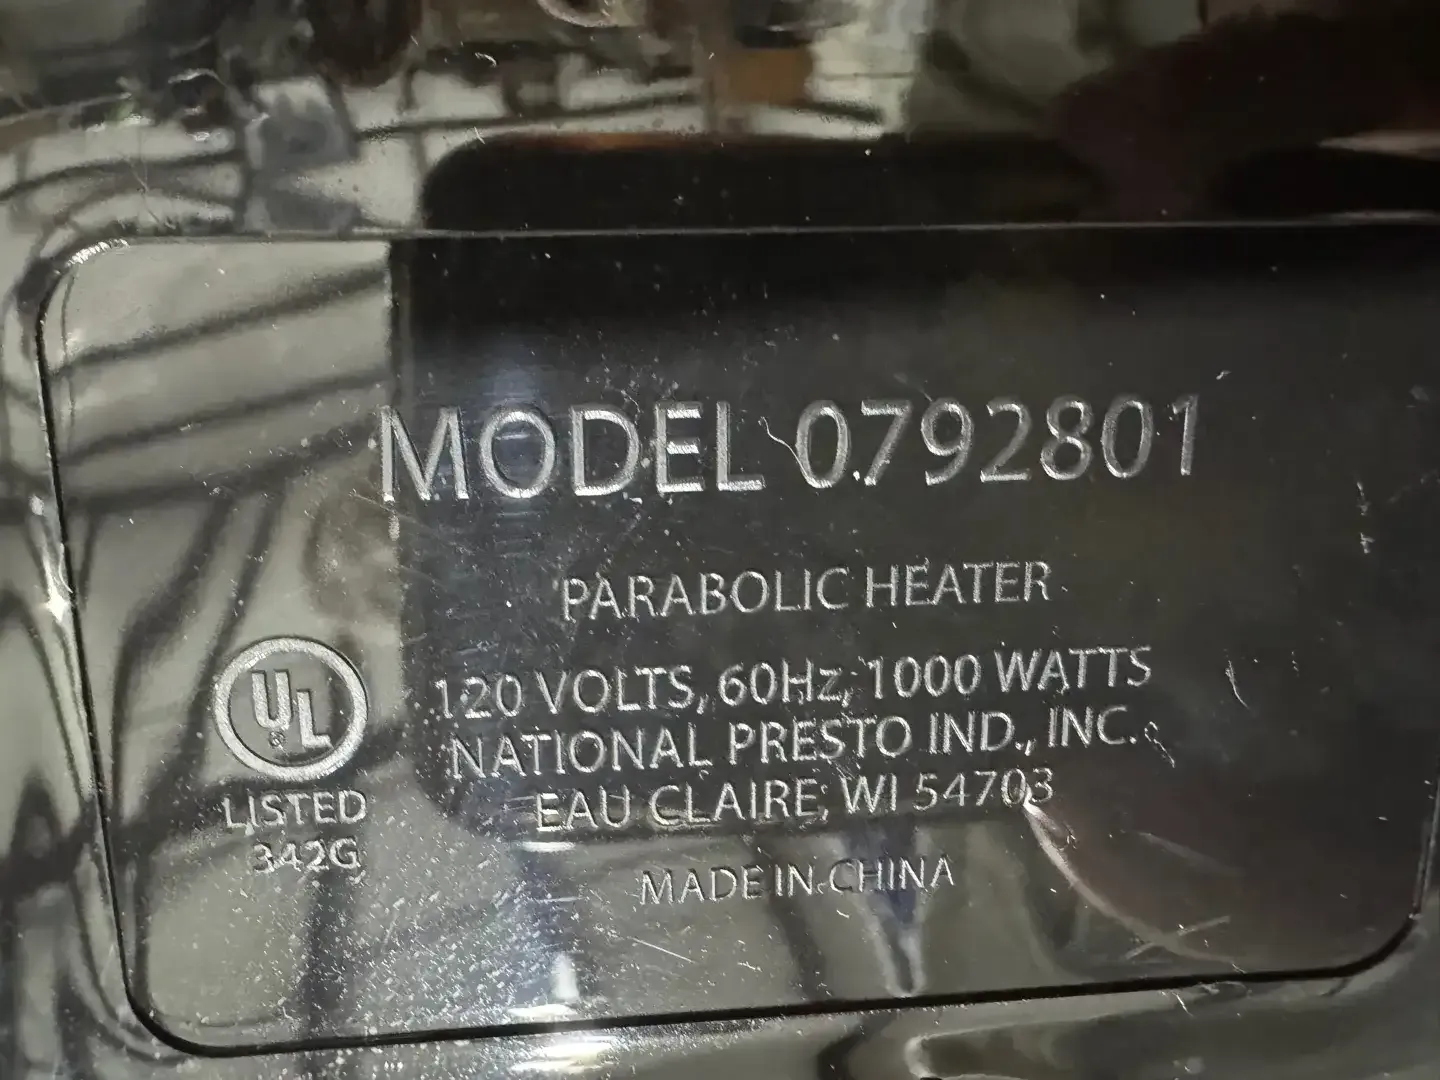 MODEL 0792801
PARABOLIC HEATER
120 VOLTS, 60Hz, 1000 WATTS
NATIONAL PRESTO IND., INC.
EAU CLAIRE, WI 54703
MADE IN CHINA
UL
®
LISTED
342G